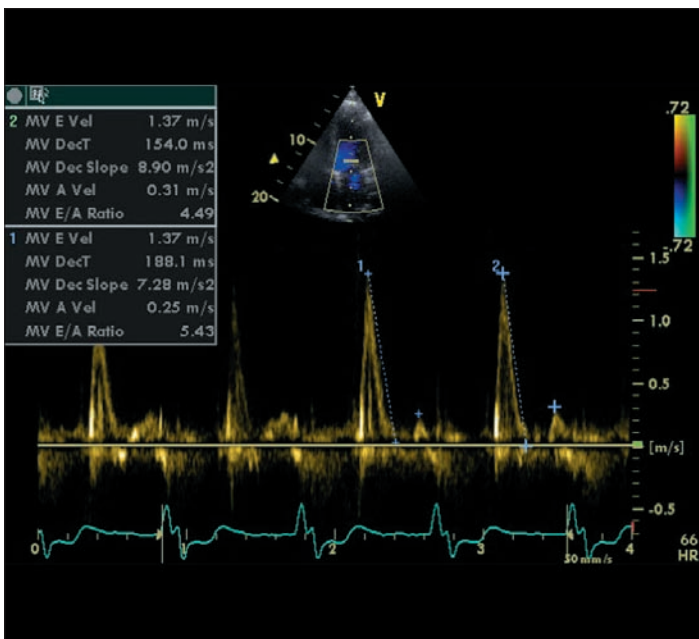 V
.72
-.72
10
20
2 MV E Vel 1.37 m/s
MV DecT 154.0 ms
MV Dec Slope 8.90 m/s2
MV A Vel 0.31 m/s
MV E/A Ratio 4.49
1 MV E Vel 1.37 m/s
MV DecT 188.1 ms
MV Dec Slope 7.28 m/s2
MV A Vel 0.25 m/s
MV E/A Ratio 5.43
1 2
1.5
1.0
0.5
[m/s]
-0.5
0 1 2 3 4
50 mm/s
66
HR